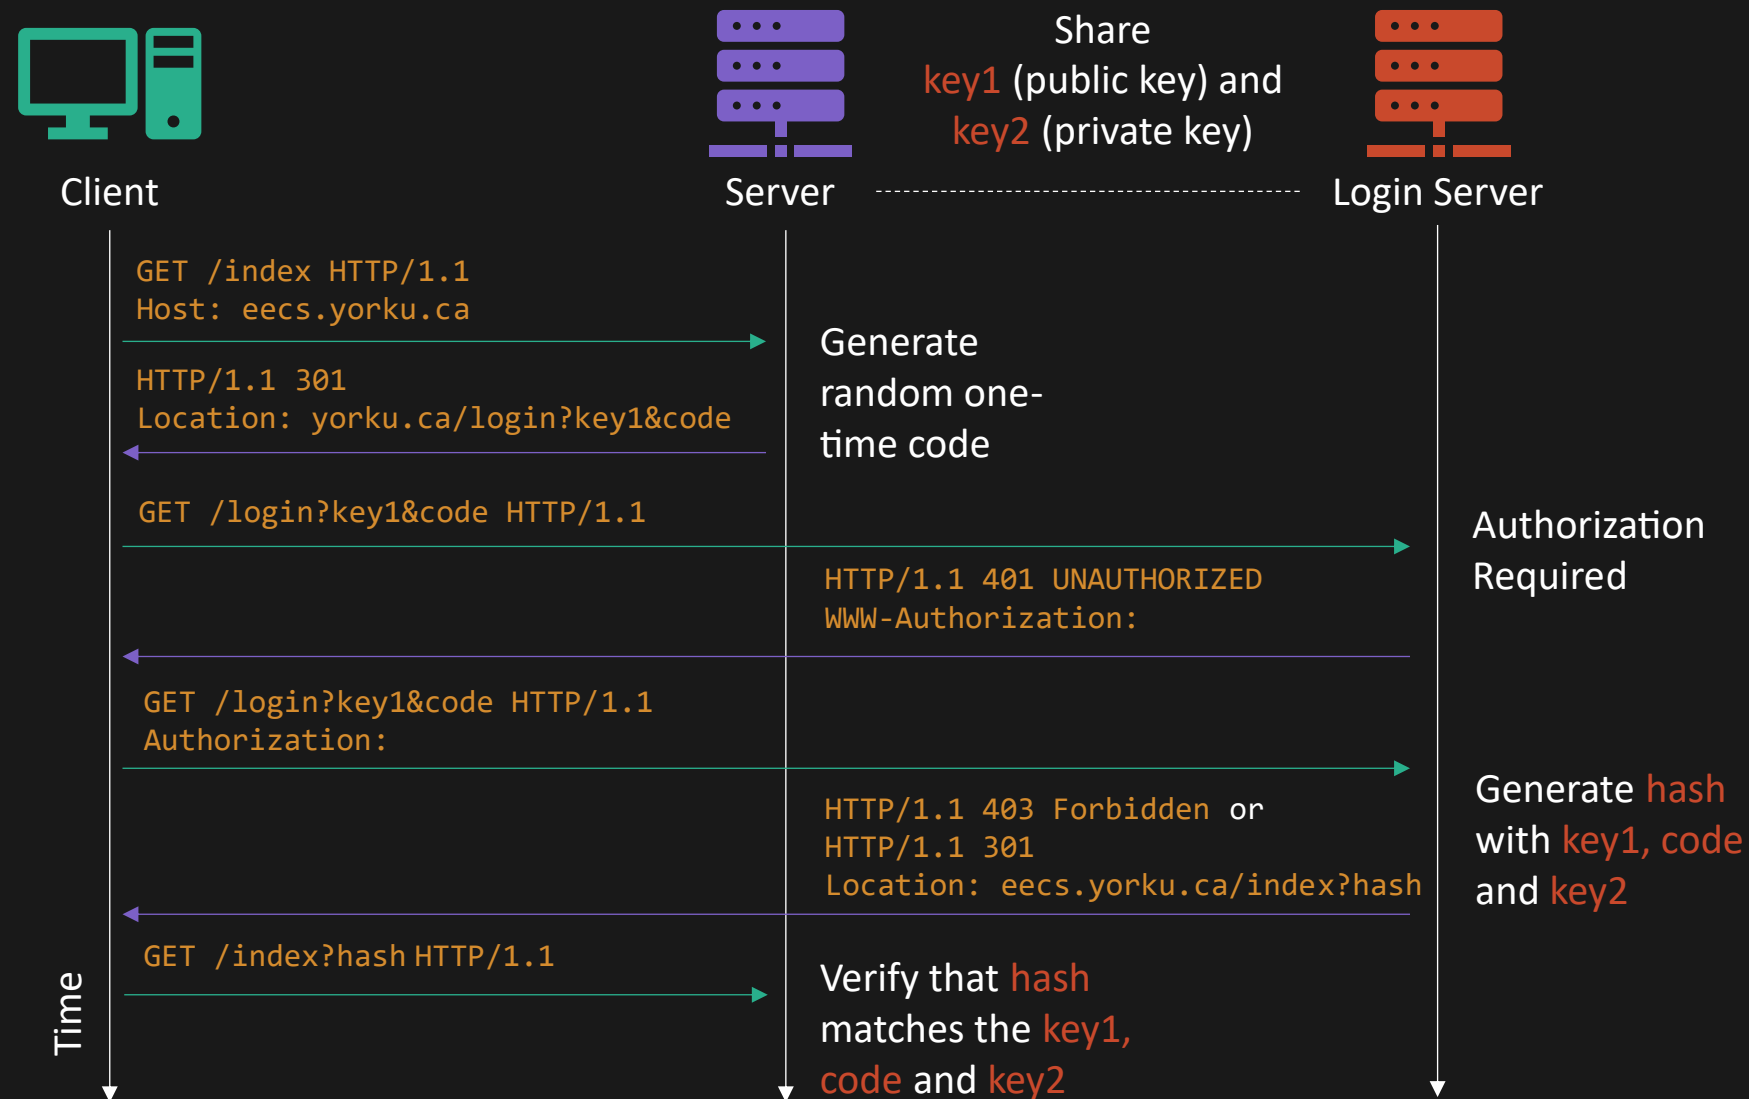 Share
key1 (public key) and
key2 (private key)
Client
Server
Login Server
GET /index HTTP/1.1
Host: eecs.yorku.ca
Generate
random one-
time code
HTTP/1.1 301
Location: yorku.ca/login?key1&code
GET /login?key1&code HTTP/1.1
Authorization
Required
HTTP/1.1 401 UNAUTHORIZED
WWW-Authorization:
GET /login?key1&code HTTP/1.1
Authorization:
Generate hash
with key1, code
and key2
HTTP/1.1 403 Forbidden or
HTTP/1.1 301
Location: eecs.yorku.ca/index?hash
GET /index?hash HTTP/1.1
Verify that hash
matches the key1,
code and key2
Time